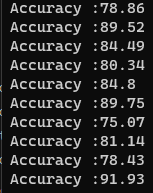 Accuracy :78.86
Accuracy :89.52
Accuracy :84.49
Accuracy :80.34
Accuracy :84.8
Accuracy :89.75
Accuracy :75.07
Accuracy :81.14
Accuracy :78.43
Accuracy :91.93